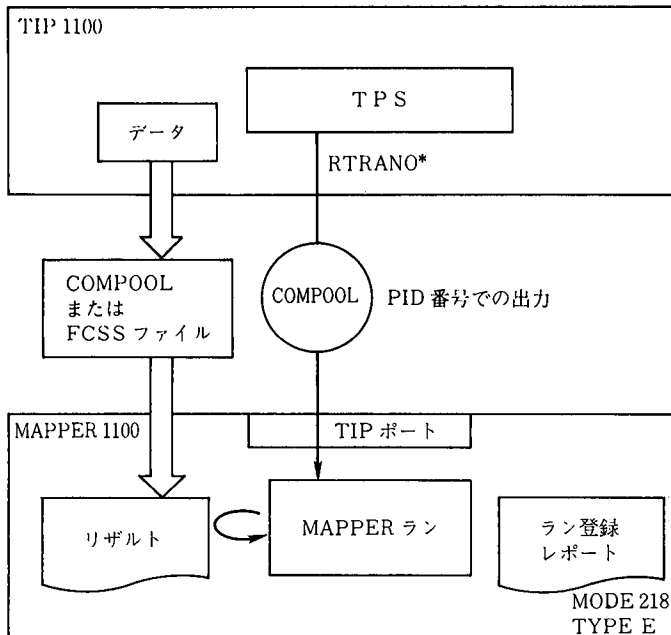 TIP 1100
TPS
データ
RTRANO*
COMPOOL
または
FCSS ファイル
COMPOOL
PID 番号での出力
MAPPER 1100
TIP ポート
リザルト
MAPPER ラン
ラン登録
レポート
MODE 218
TYPE E